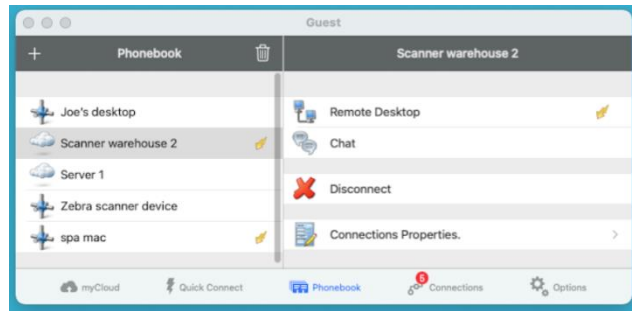 Guest
Phonebook
Scanner warehouse 2
Joe's desktop
Scanner warehouse 2
Server 1
Zebra scanner device
spa mac
Remote Desktop
Chat
Disconnect
Connections Properties.
myCloud
Quick Connect
Phonebook
5
Connections
Options